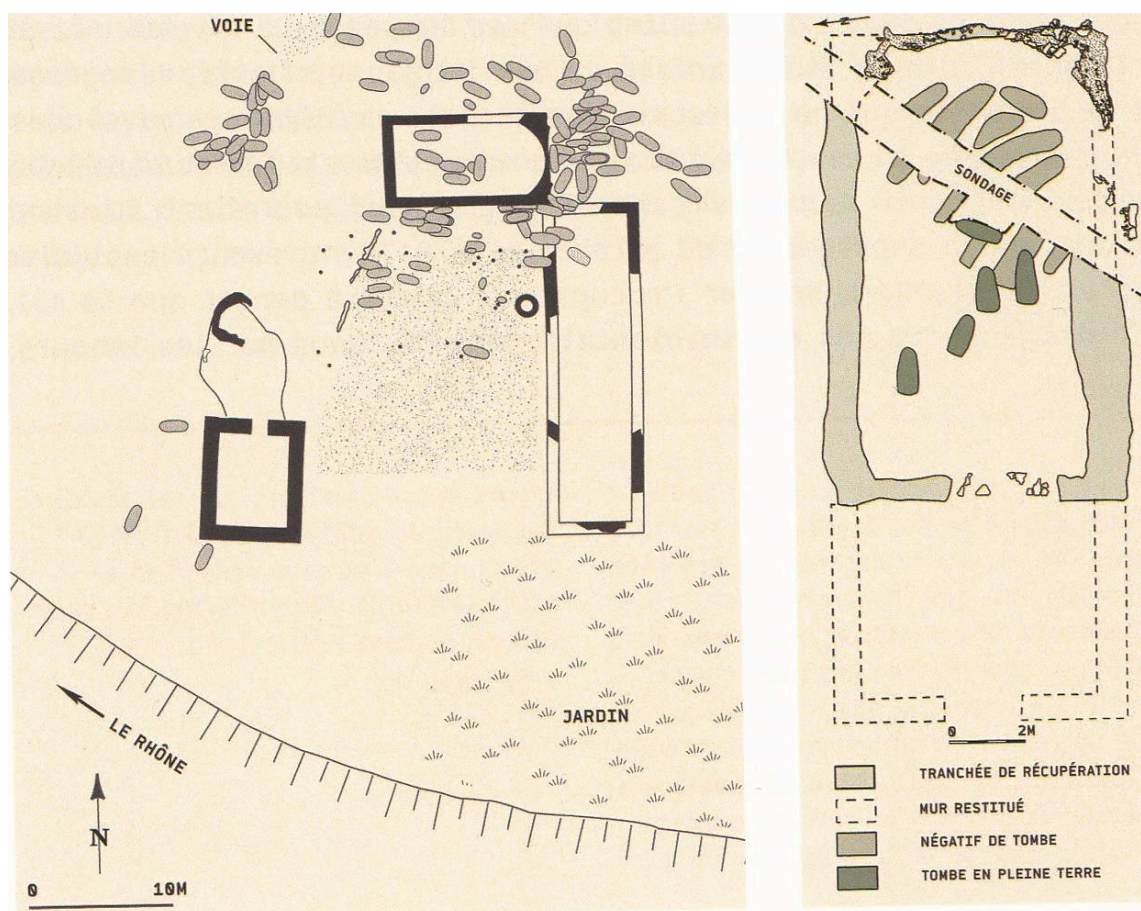 VOIE
JARDIN
LE RHÔNE
N
0 10M
N
SONDAGE
0 2M
TRANCHÉE DE RÉCUPÉRATION
MUR RESTITUÉ
NÉGATIF DE TOMBE
TOMBE EN PLEINE TERRE